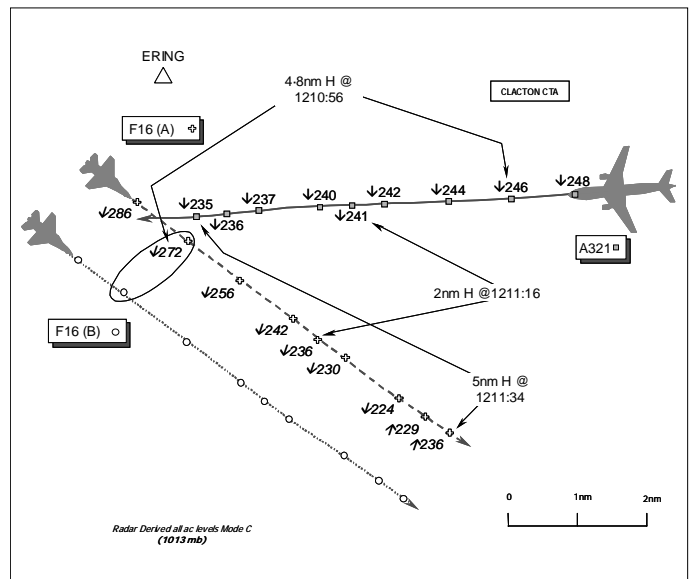 ERING
4·8nm H @
1210:56
CLACTON CTA
F16 (A)
↓286
↓235
↓236
↓237
↓240
↓241
↓242
↓244
↓246
↓248
A321
↓272
↓256
↓242
↓236
↓230
↓224
↑229
↑236
2nm H @1211:16
F16 (B)
5nm H @
1211:34
0 1nm 2nm
Radar Derived all ac levels Mode C
(1013 mb)